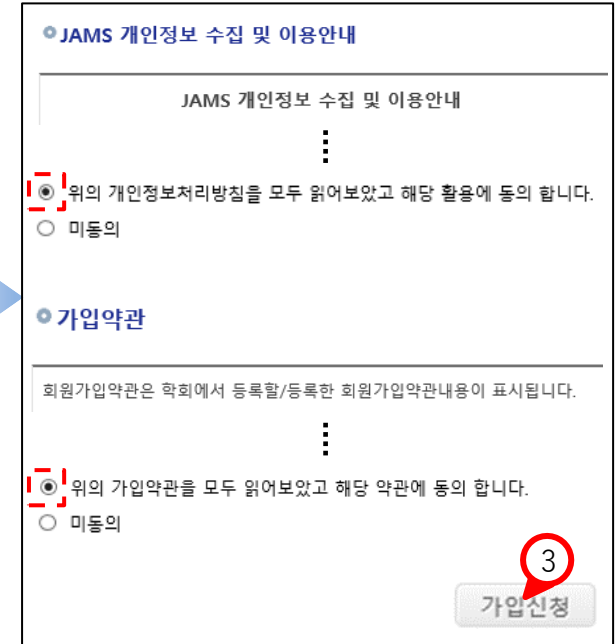 JAMS 개인정보 수집 및 이용안내
JAMS 개인정보 수집 및 이용안내
위의 개인정보처리방침을 모두 읽어보았고 해당 활용에 동의 합니다.
미동의
가입약관
회원가입약관은 학회에서 등록할/등록한 회원가입약관내용이 표시됩니다.
위의 가입약관을 모두 읽어보았고 해당 약관에 동의 합니다.
미동의
3
가입신청